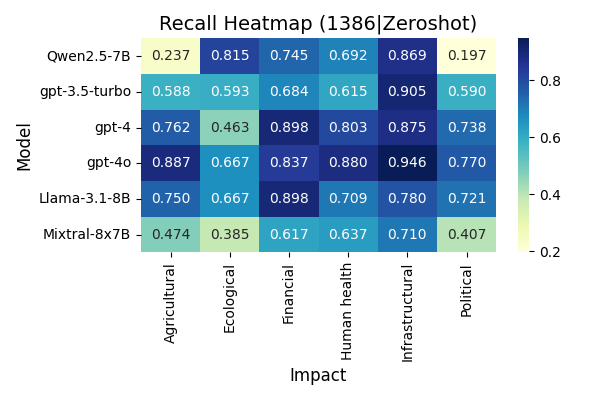 Recall Heatmap (1386|Zeroshot)
Model
Qwen2.5-7B 0.237 0.815 0.745 0.692 0.869 0.197
gpt-3.5-turbo 0.588 0.593 0.684 0.615 0.905 0.590
gpt-4 0.762 0.463 0.898 0.803 0.875 0.738
gpt-4o 0.887 0.667 0.837 0.880 0.946 0.770
Llama-3.1-8B 0.750 0.667 0.898 0.709 0.780 0.721
Mixtral-8x7B 0.474 0.385 0.617 0.637 0.710 0.407
Agricultural
Ecological
Financial
Human health
Infrastructural
Political
Impact
0.8
0.6
0.4
0.2